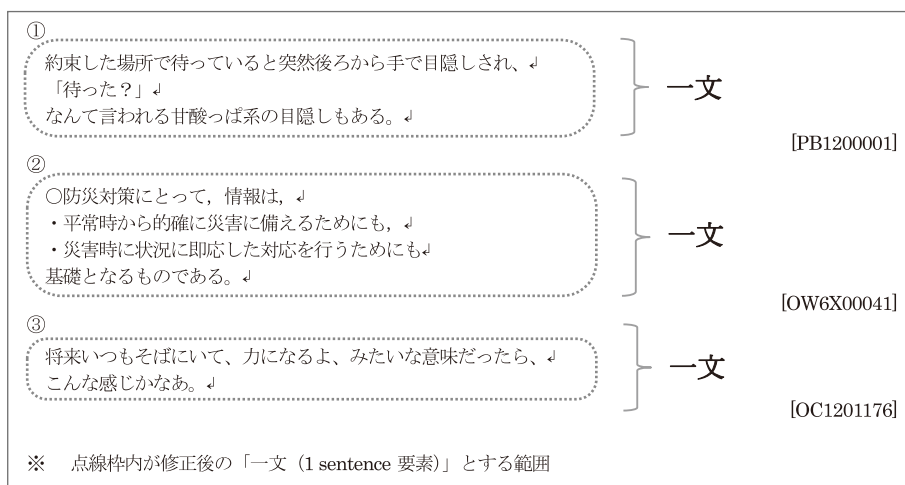 ①
約束した場所で待っていると突然後ろから手で目隠しされ、↲
「待った？」↲
なんて言われる甘酸っぱ系の目隠しもある。↲
一文
[PB1200001]
②
○防災対策にとって，情報は，↲
・平常時から的確に災害に備えるためにも，↲
・災害時に状況に即応した対応を行うためにも↲
基礎となるものである。↲
一文
[OW6X00041]
③
将来いつもそばにいて、力になるよ、みたいな意味だったら、↲
こんな感じかなあ。↲
一文
[OC1201176]
※　点線枠内が修正後の「一文（1 sentence 要素）」とする範囲